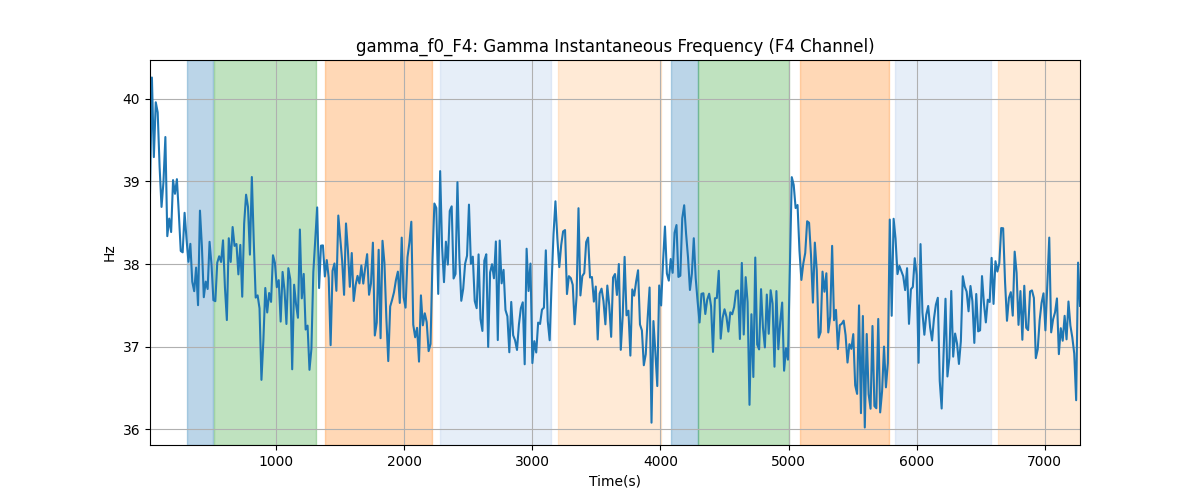 gamma_f0_F4: Gamma Instantaneous Frequency (F4 Channel)
Hz
40
39
38
37
36
1000 2000 3000 4000 5000 6000 7000
Time(s)